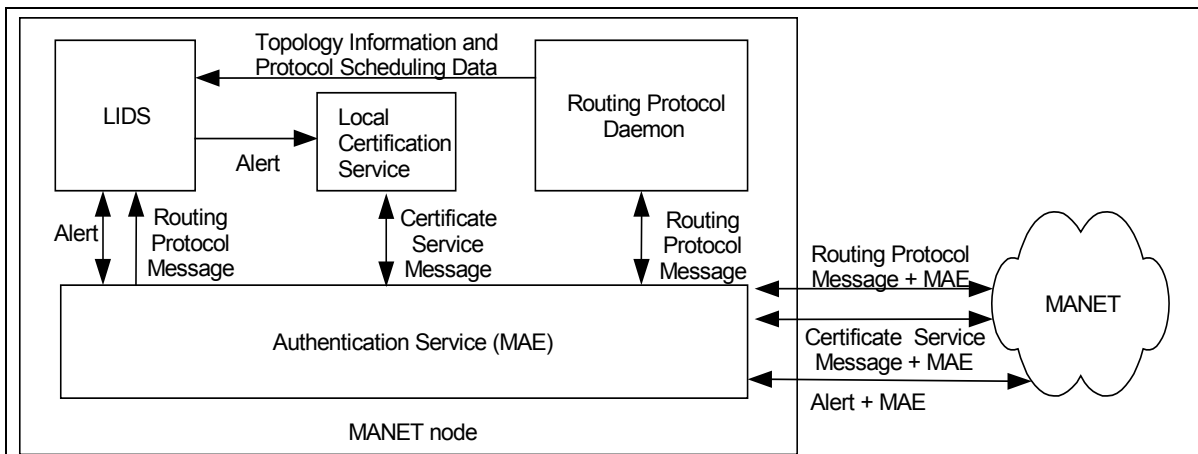 Topology Information and
Protocol Scheduling Data
LIDS
Local
Certification
Service
Routing Protocol
Daemon
Alert
Alert
Routing
Protocol
Message
Certificate
Service
Message
Routing
Protocol
Message
Routing Protocol
Message + MAE
MANET
Certificate Service
Message + MAE
Alert + MAE
Authentication Service (MAE)
MANET node